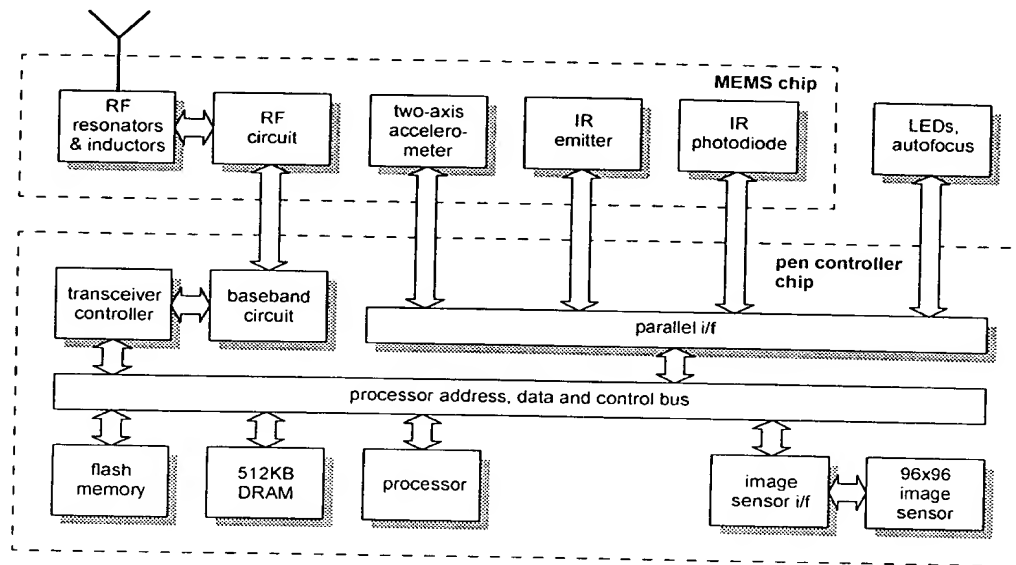 MEMS chip
RF
resonators
& inductors
RF
circuit
two-axis
accelero-
meter
IR
emitter
IR
photodiode
LEDs,
autofocus
pen controller
chip
transceiver
controller
baseband
circuit
parallel i/f
processor address, data and control bus
flash
memory
512KB
DRAM
processor
image
sensor i/f
96x96
image
sensor